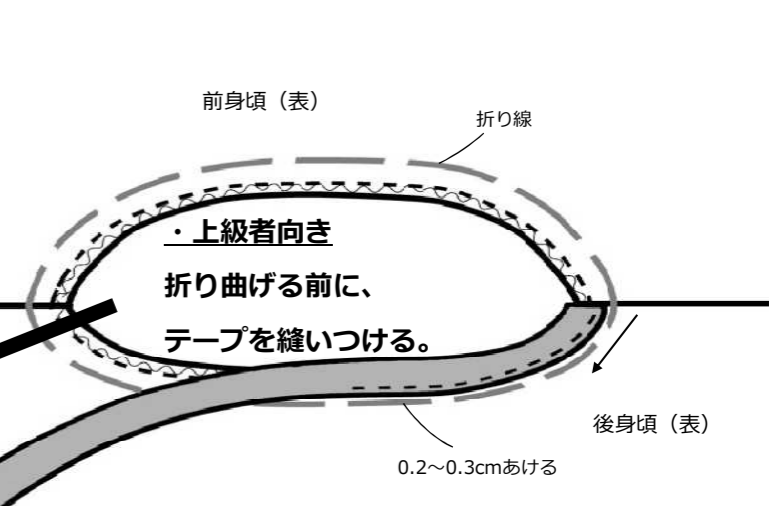 前身頃（表）
折り線
・上級者向き
折り曲げる前に、
テープを縫いつける。
後身頃（表）
0.2～0.3cmあける